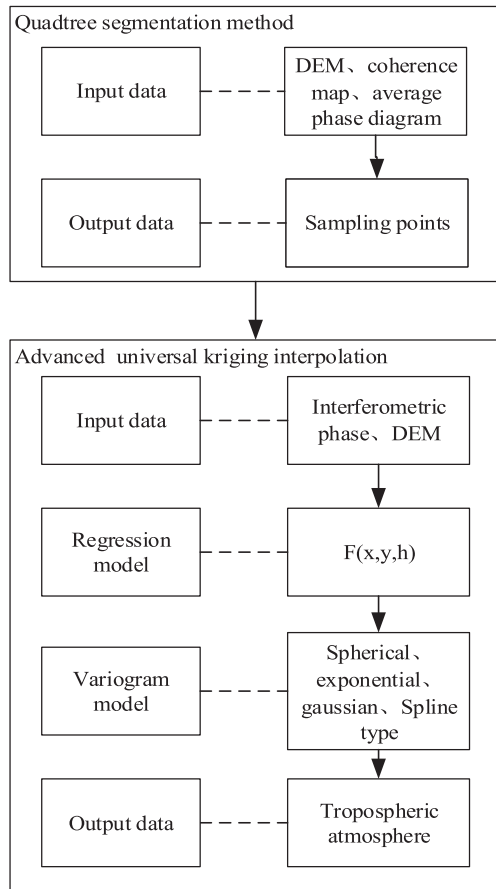 Quadtree segmentation method
Input data
DEM、coherence
map、average
phase diagram
Output data
Sampling points
Advanced universal kriging interpolation
Input data
Interferometric
phase、DEM
Regression
model
F(x,y,h)
Variogram
model
Spherical、
exponential、
gaussian、Spline
type
Output data
Tropospheric
atmosphere